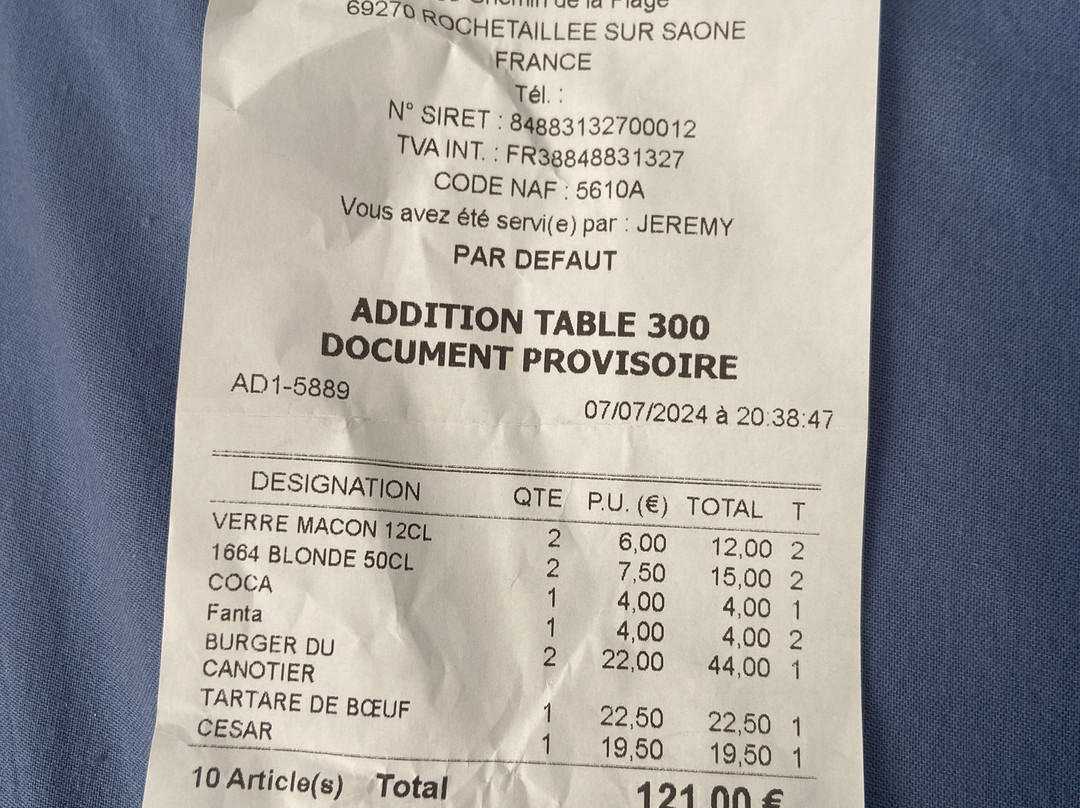 Chemin de la Plage
69270 ROCHETAILLEE SUR SAONE
FRANCE
Tél. :
N° SIRET : 84883132700012
TVA INT. : FR38848831327
CODE NAF : 5610A
Vous avez été servi(e) par : JEREMY
PAR DEFAUT
ADDITION TABLE 300
DOCUMENT PROVISOIRE
AD1-5889
07/07/2024 à 20:38:47
DESIGNATION QTE P.U. (€) TOTAL T
VERRE MACON 12CL 2 6,00 12,00 2
1664 BLONDE 50CL 2 7,50 15,00 2
COCA 1 4,00 4,00 1
Fanta 1 4,00 4,00 2
BURGER DU 2 22,00 44,00 1
CANOTIER
TARTARE DE BŒUF 1 22,50 22,50 1
CESAR 1 19,50 19,50 1
10 Article(s) Total 121,00 €